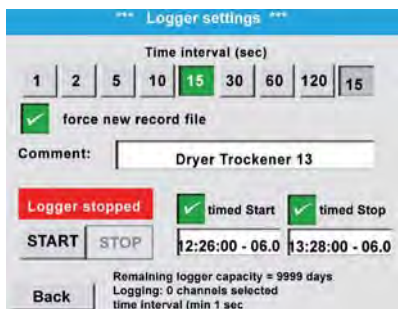 *** Logger settings ***
Time interval (sec)
1 2 5 10 15 30 60 120 15
force new record file
Comment: Dryer Trockener 13
Logger stopped timed Start timed Stop
START STOP 12:26:00 - 06.0 13:28:00 - 06.0
Remaining logger capacity = 9999 days
Logging: 0 channels selected
time interval (min 1 sec
Back